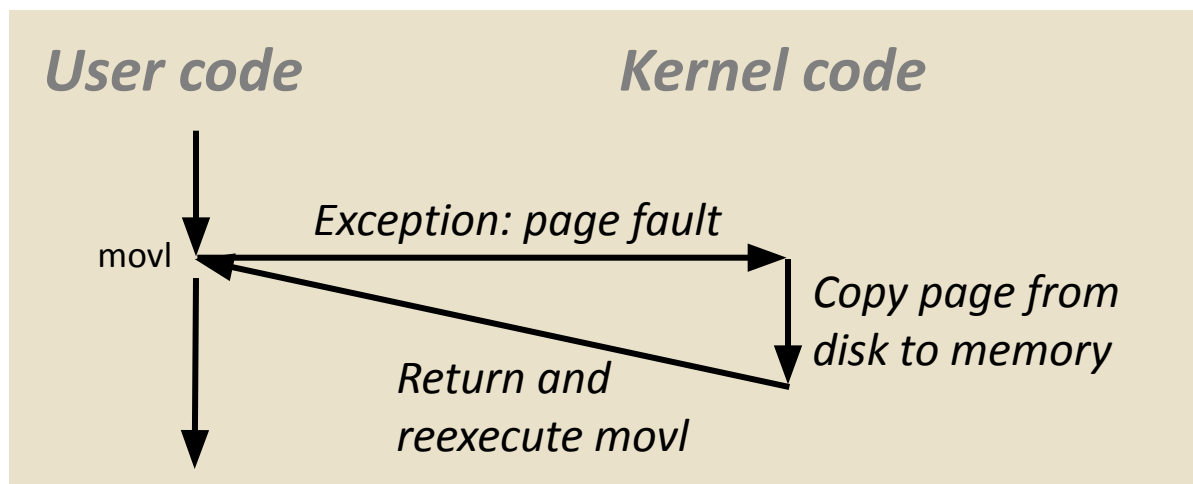 User code
Kernel code
Exception: page fault
movl
Copy page from
disk to memory
Return and
reexecute movl